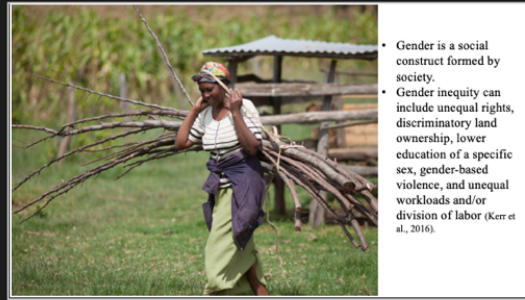 • Gender is a social
construct formed by
society.
• Gender inequity can
include unequal rights,
discriminatory land
ownership, lower
education of a specific
sex, gender-based
violence, and unequal
workloads and/or
division of labor (Kerr et
al., 2016).